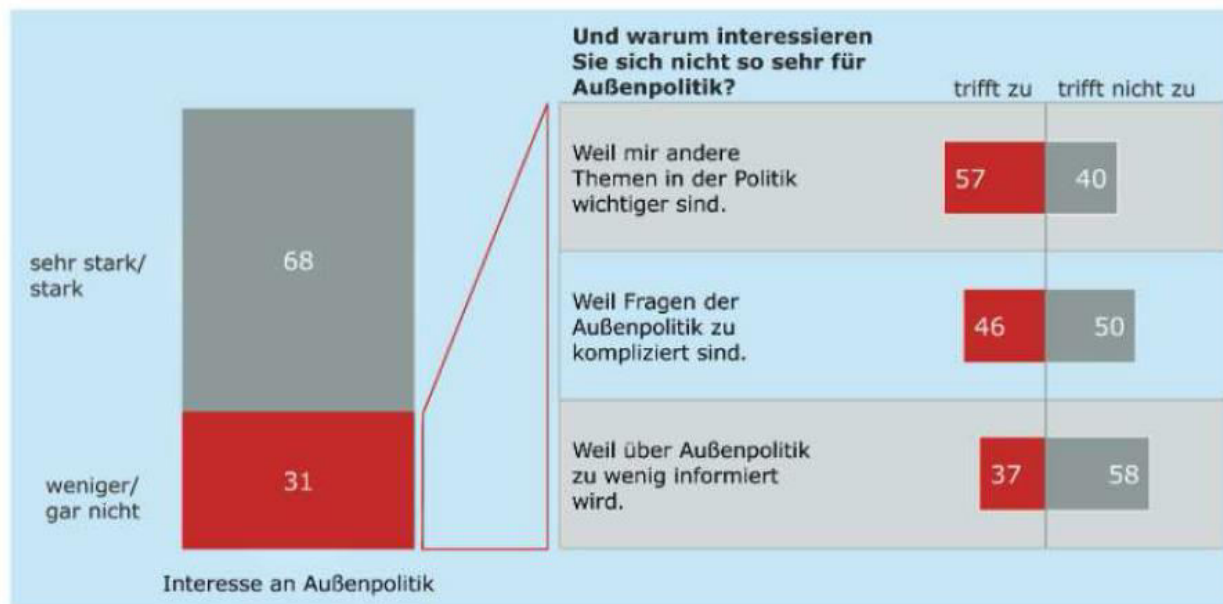 Und warum interessieren
Sie sich nicht so sehr für
Außenpolitik?
trifft zu
trifft nicht zu
Weil mir andere
Themen in der Politik
wichtiger sind.
57
40
sehr stark/
stark
68
Weil Fragen der
Außenpolitik zu
kompliziert sind.
46
50
weniger/
gar nicht
31
Weil über Außenpolitik
zu wenig informiert
wird.
37
58
Interesse an Außenpolitik